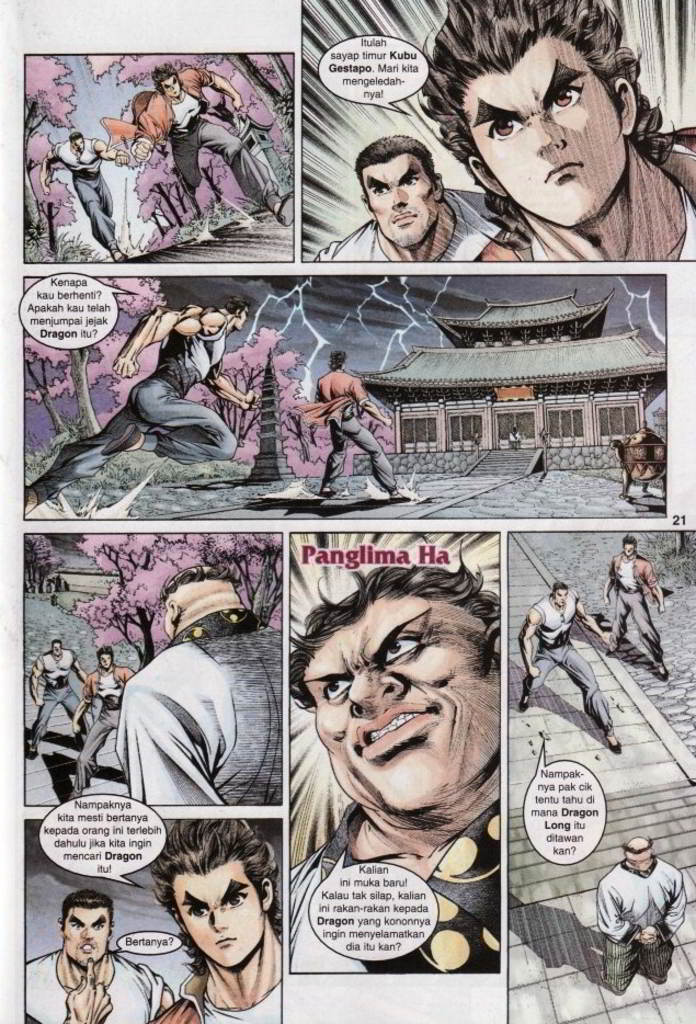 Itulah
sayap timur Kubu
Gestapo. Mari kita
mengeledah-
nya!
Kenapa
kau berhenti?
Apakah kau telah
menjumpai jejak
Dragon itu?
21
Nampaknya
kita mesti bertanya
kepada orang ini terlebih
dahulu jika kita ingin
mencari Dragon
itu!
Bertanya?
Panglima Ha
Kalian
ini muka baru!
Kalau tak silap, kalian
ini rakan-rakan kepada
Dragon yang kononnya
ingin menyelamatkan
dia itu kan?
Nampak-
nya pak cik
tentu tahu di
mana Dragon
Long itu
ditawan
kan?